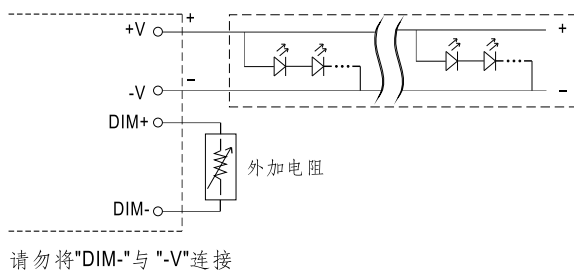 +V
+
+
-V
−
−
DIM+
外加电阻
DIM-
请勿将"DIM-"与 "-V"连接